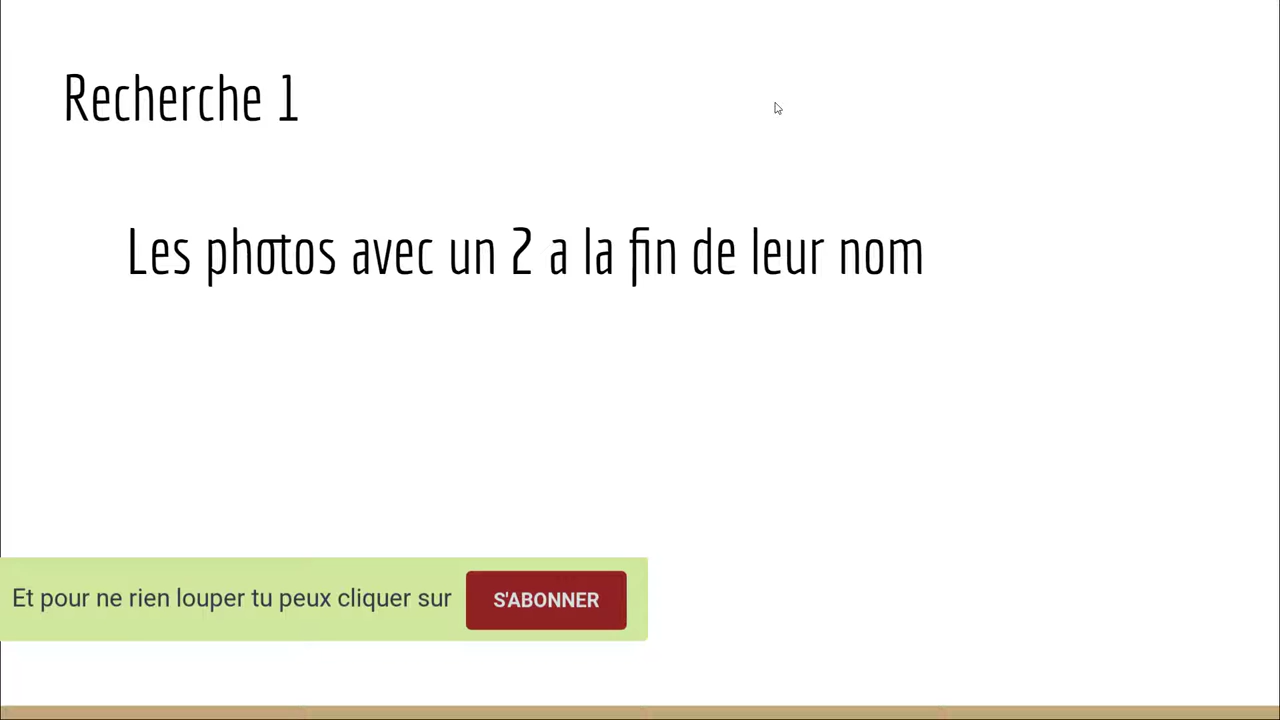 Recherche 1
Les photos avec un 2 a la fin de leur nom
Et pour ne rien louper tu peux cliquer sur S'ABONNER